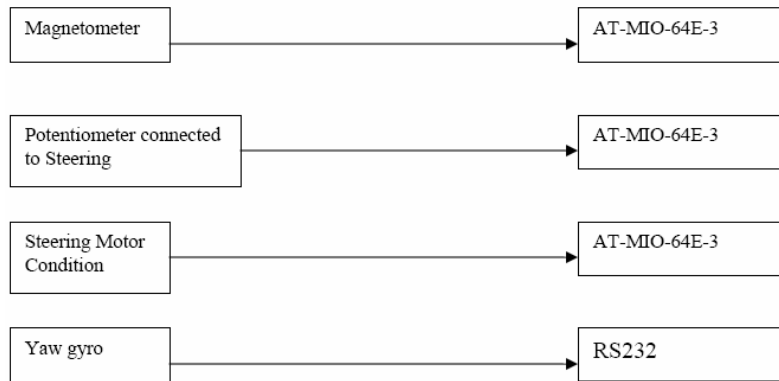 Magnetometer
AT-MIO-64E-3
Potentiometer connected
to Steering
AT-MIO-64E-3
Steering Motor
Condition
AT-MIO-64E-3
Yaw gyro
RS232